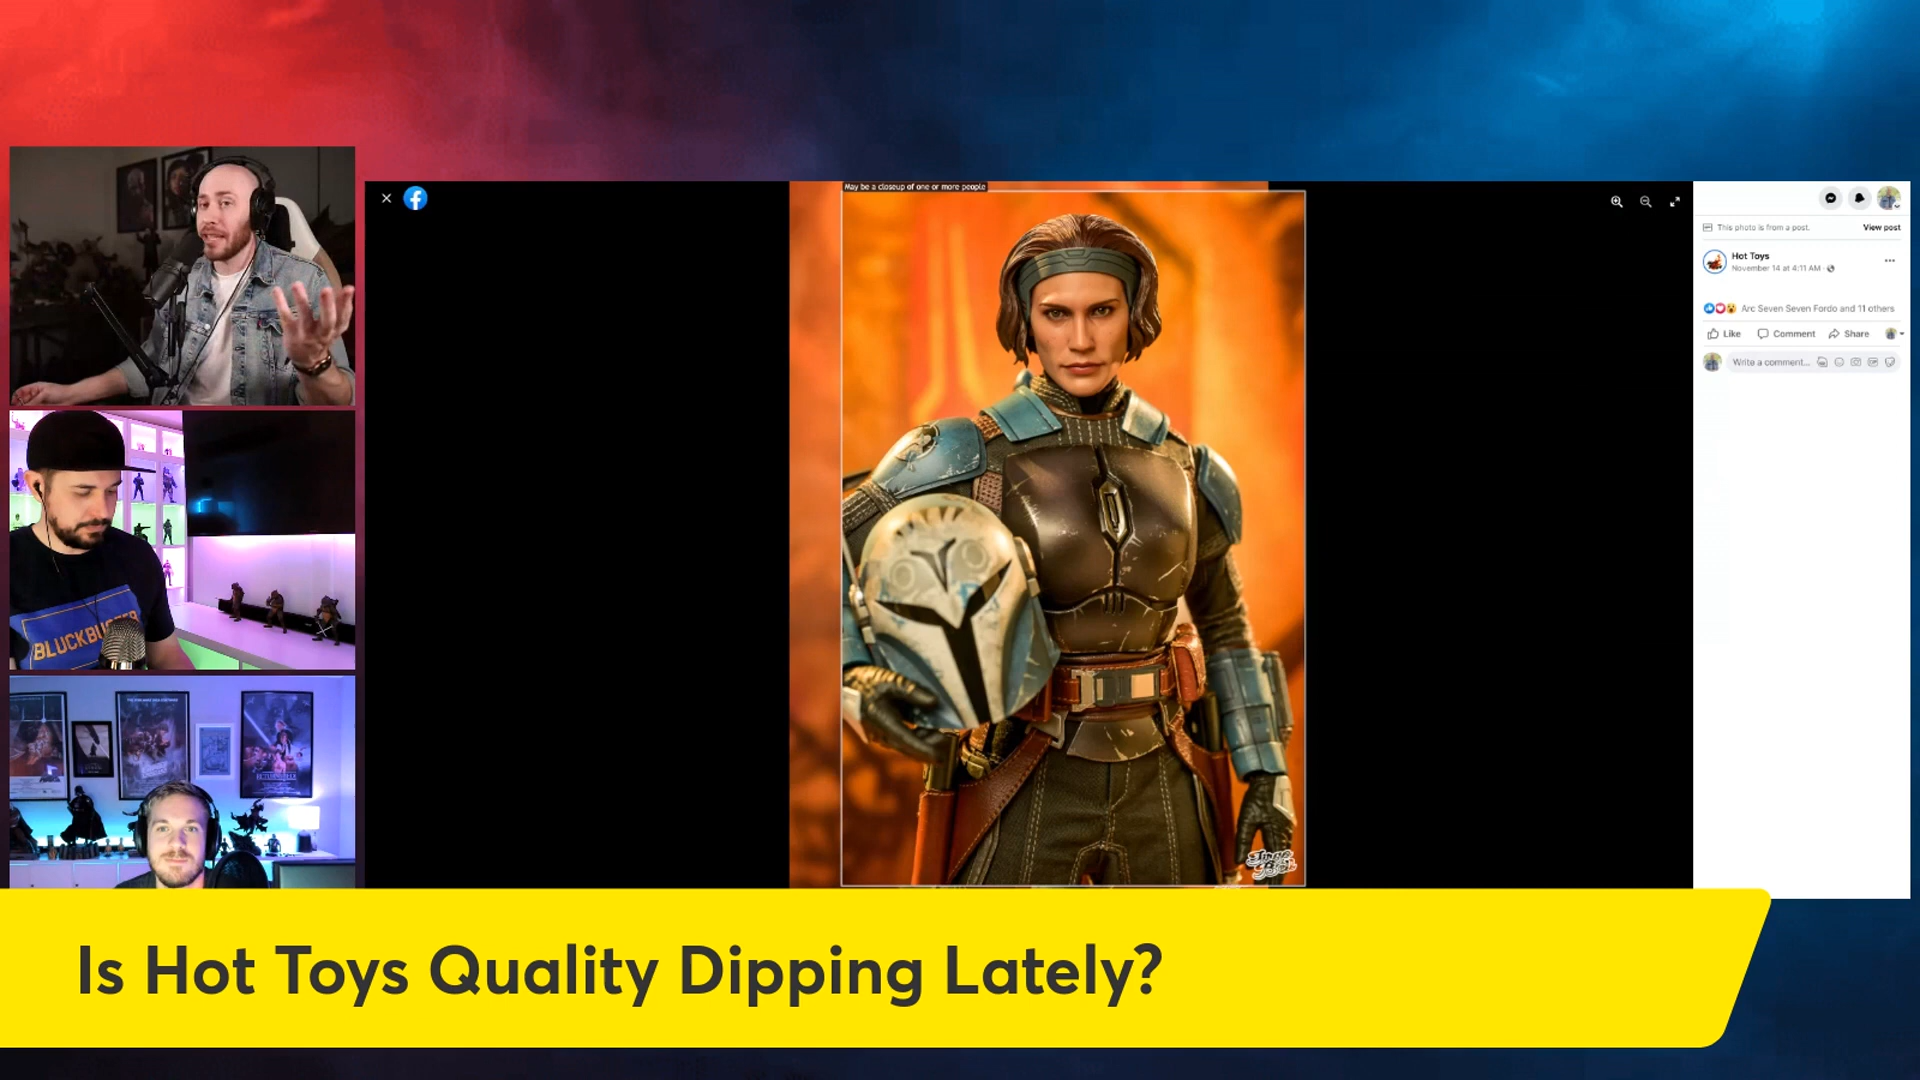 May be a closeup of one or more people
This photo is from a post.
View post
Hot Toys
November 14 at 4:11 AM
Arc Seven Seven Fordo and 11 others
Like
Comment
Share
Write a comment...
GIF
BLUCKBUSTER
Is Hot Toys Quality Dipping Lately?